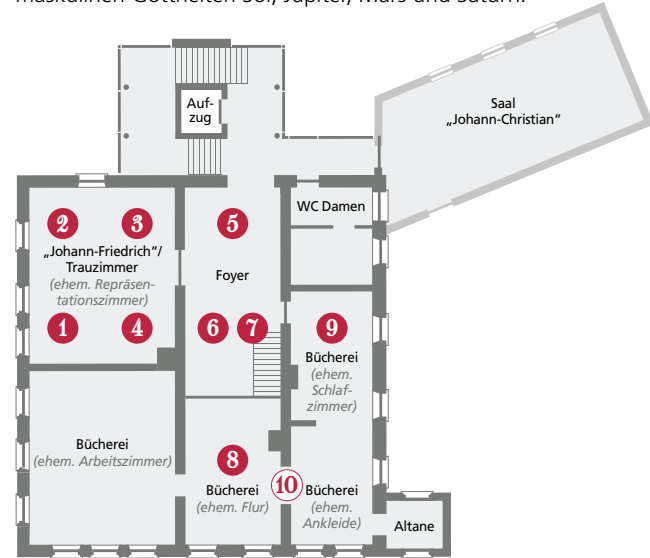 maskulinen Gottheiten Sol, Jupiter, Mars und Saturn.
Auf-
zug
Saal
„Johann-Christian“
WC Damen
2
3
5
„Johann-Friedrich“/
Trauzimmer
(ehem. Repräsen-
tationszimmer)
Foyer
1
4
6
7
9
Bücherei
(ehem.
Schlaf-
zimmer)
Bücherei
(ehem. Arbeitszimmer)
8
Bücherei
(ehem. Flur)
10
Bücherei
(ehem.
Ankleide)
Altane